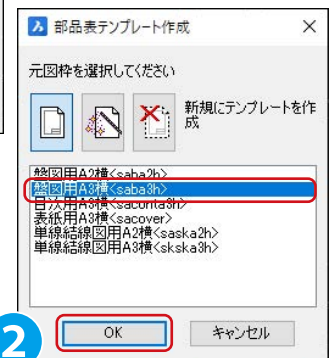 部品表テンプレート作成
元図枠を選択してください
新規にテンプレートを作
成
盤図用A2横<saba2h>
盤図用A3横<saba3h>
目次用A3横<saconta3h>
表紙用A3横<sacover>
単線結線図用A2横<saska2h>
単線結線図用A3横<skska3h>
2
OK
キャンセル